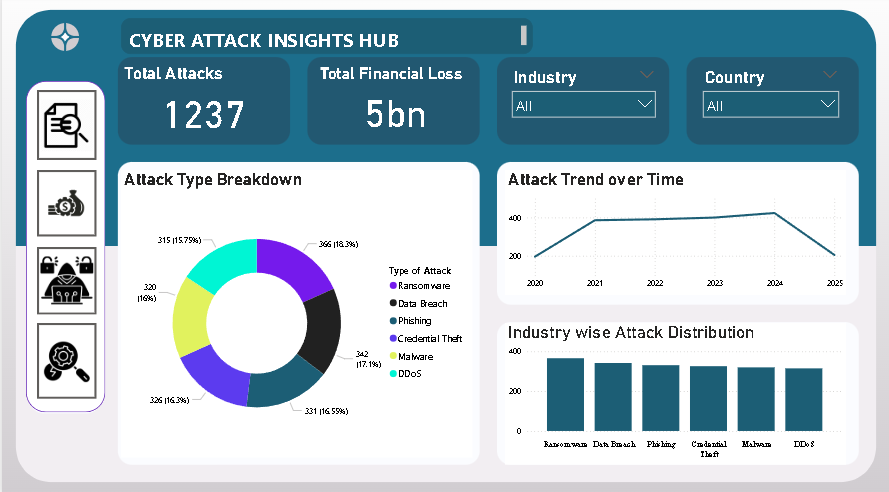 CYBER ATTACK INSIGHTS HUB
Total Attacks
1237
Total Financial Loss
5bn
Industry
All
Country
All
Attack Type Breakdown
315 (15.75%)
366 (18.3%)
320
(16%)
342
(17.1%)
326 (16.3%)
331 (16.55%)
Type of Attack
Ransomware
Data Breach
Phishing
Credential Theft
Malware
DDoS
Attack Trend over Time
400
200
2020
2021
2022
2023
2024
2025
Industry wise Attack Distribution
400
200
0
Ransomware
Data Breach
Phishing
Credential
Theft
Malware
DDoS